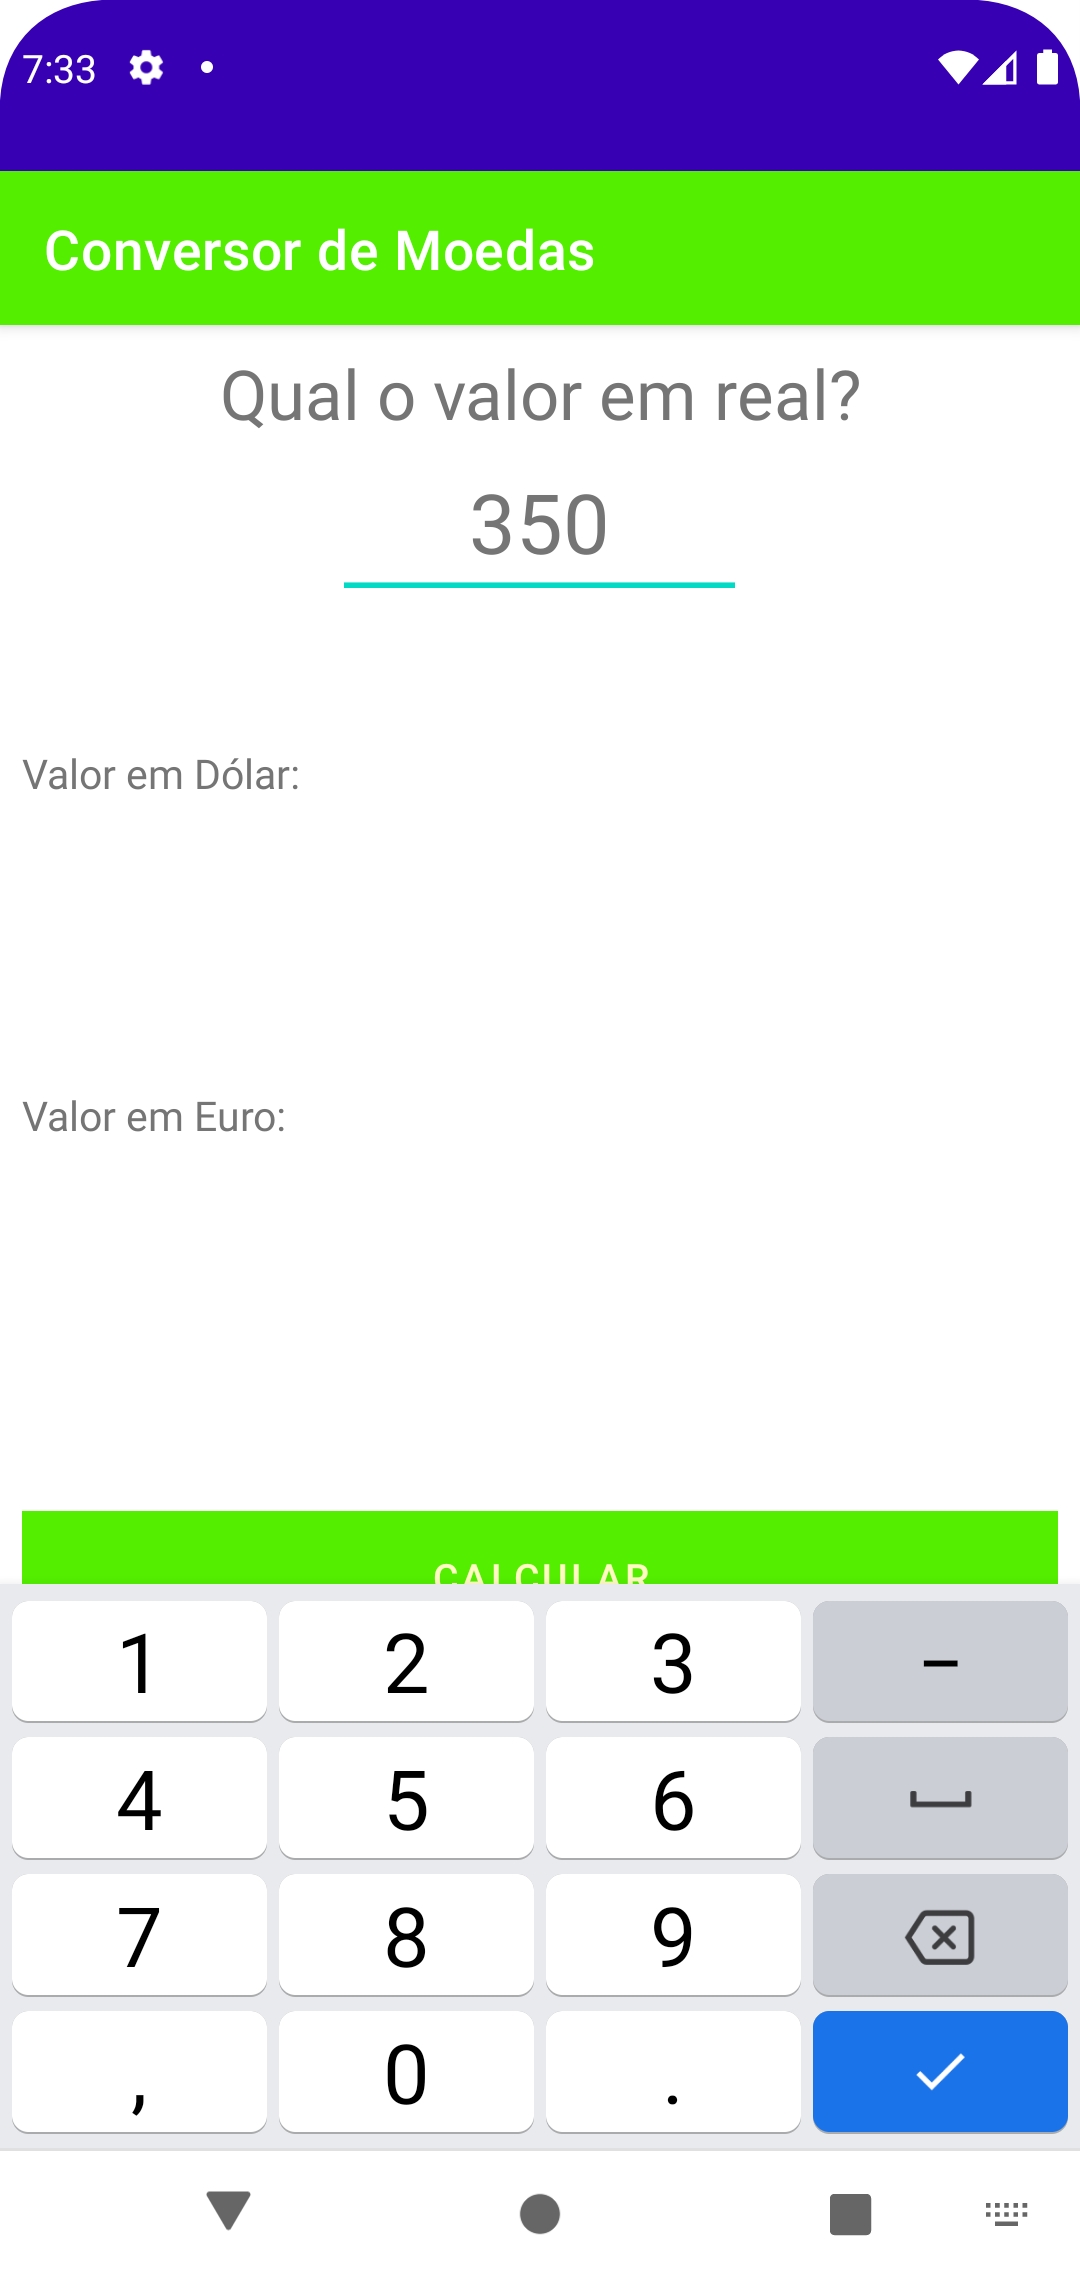 7:33
Conversor de Moedas
Qual o valor em real?
350
Valor em Dólar:
Valor em Euro:
CALCULAR
1 2 3 –
4 5 6
7 8 9
, 0 .